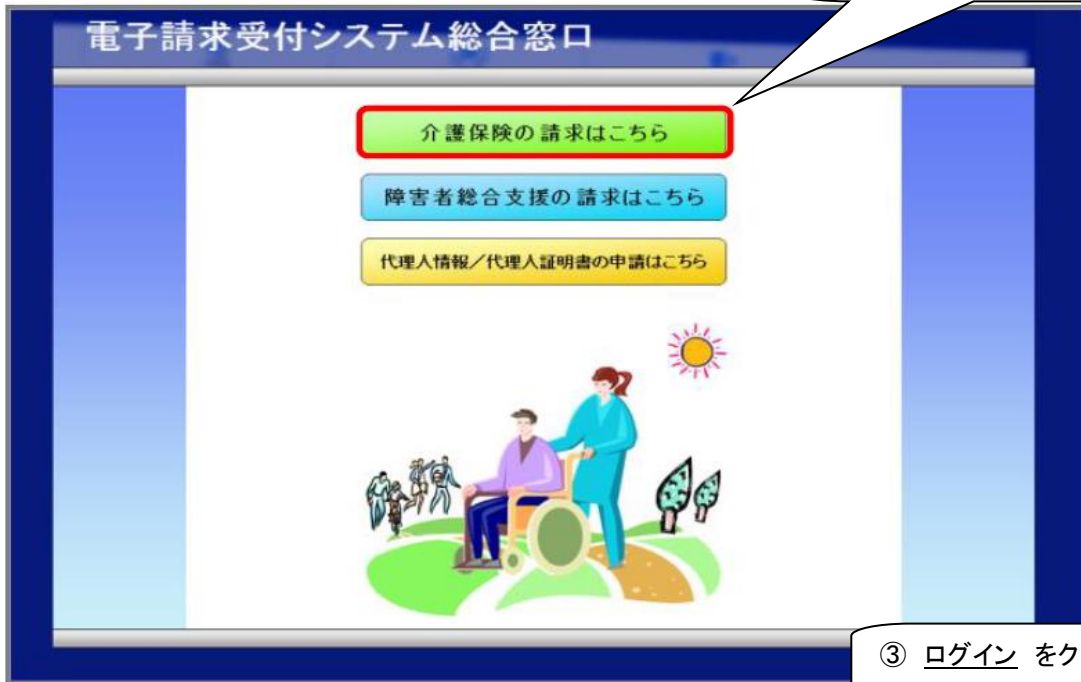 電子請求受付システム総合窓口
介護保険の請求はこちら
障害者総合支援の請求はこちら
代理人情報／代理人証明書の申請はこちら
③ ログイン をク